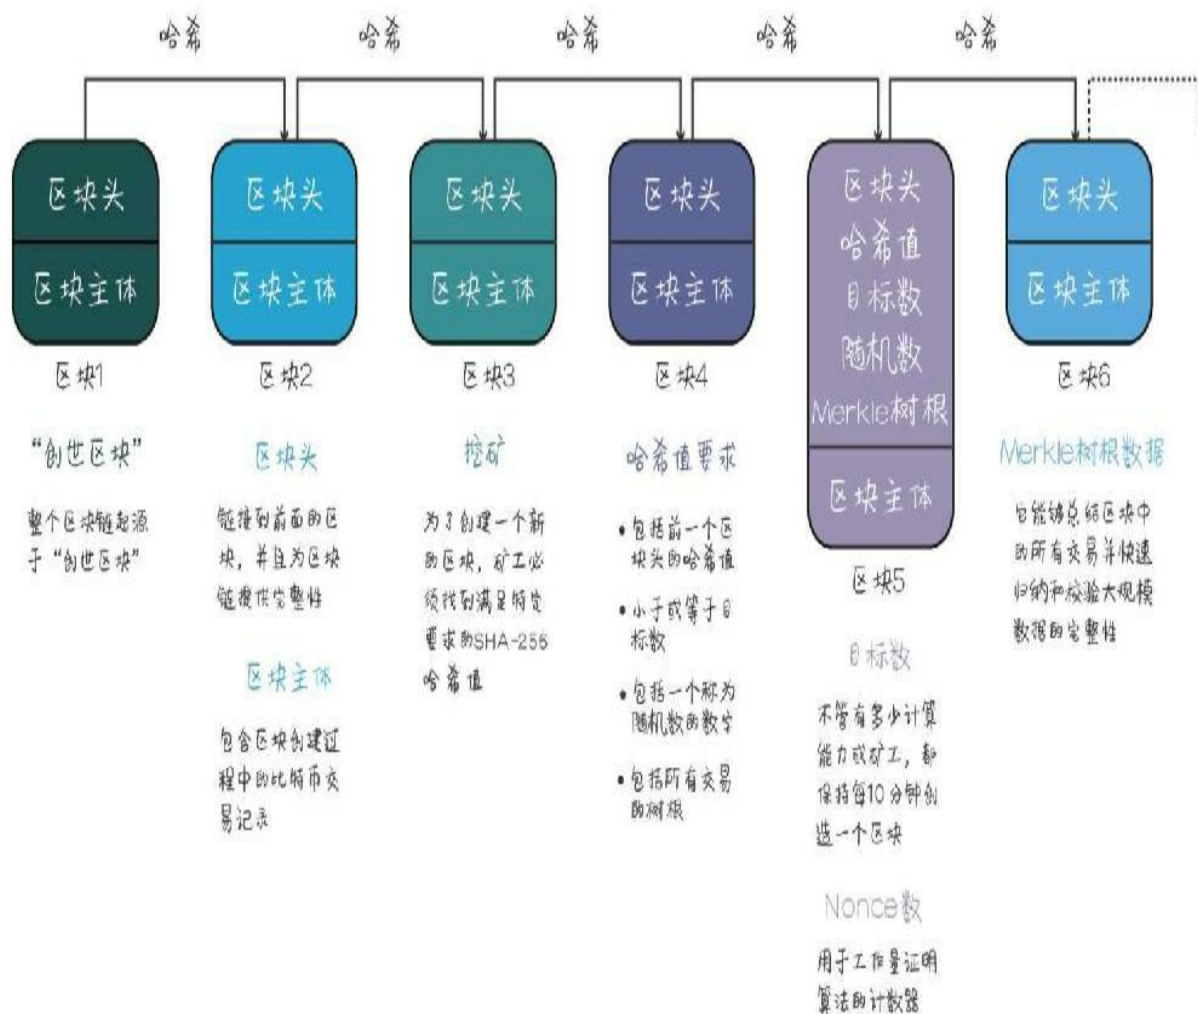 哈希 哈希 哈希 哈希 哈希
区块头
区块主体
区块1
“创世区块”
整个区块链起源
于“创世区块”
区块头
区块主体
区块2
区块头
链接到前面的区
块，并且为区块
链提供完整性
区块主体
包含区块创建过
程中的比特币交
易记录
区块头
区块主体
区块3
挖矿
为了创建一个新
的区块，矿工必
须找到满足特定
要求的SHA-256
哈希值
区块头
区块主体
区块4
哈希值要求
• 包括前一个区
块头的哈希值
• 小于或等于目
标数
• 包括一个称为
随机数的数字
• 包括所有交易
的树根
区块头
哈希值
目标数
随机数
Merkle树根
区块主体
区块5
目标数
不管有多少计算
能力或矿工，都
保持每10分钟创
造一个区块
Nonce数
用于工作量证明
算法的计数器
区块头
区块主体
区块6
Merkle树根数据
它能够总结区块中
的所有交易并快速
归纳和校验大规模
数据的完整性